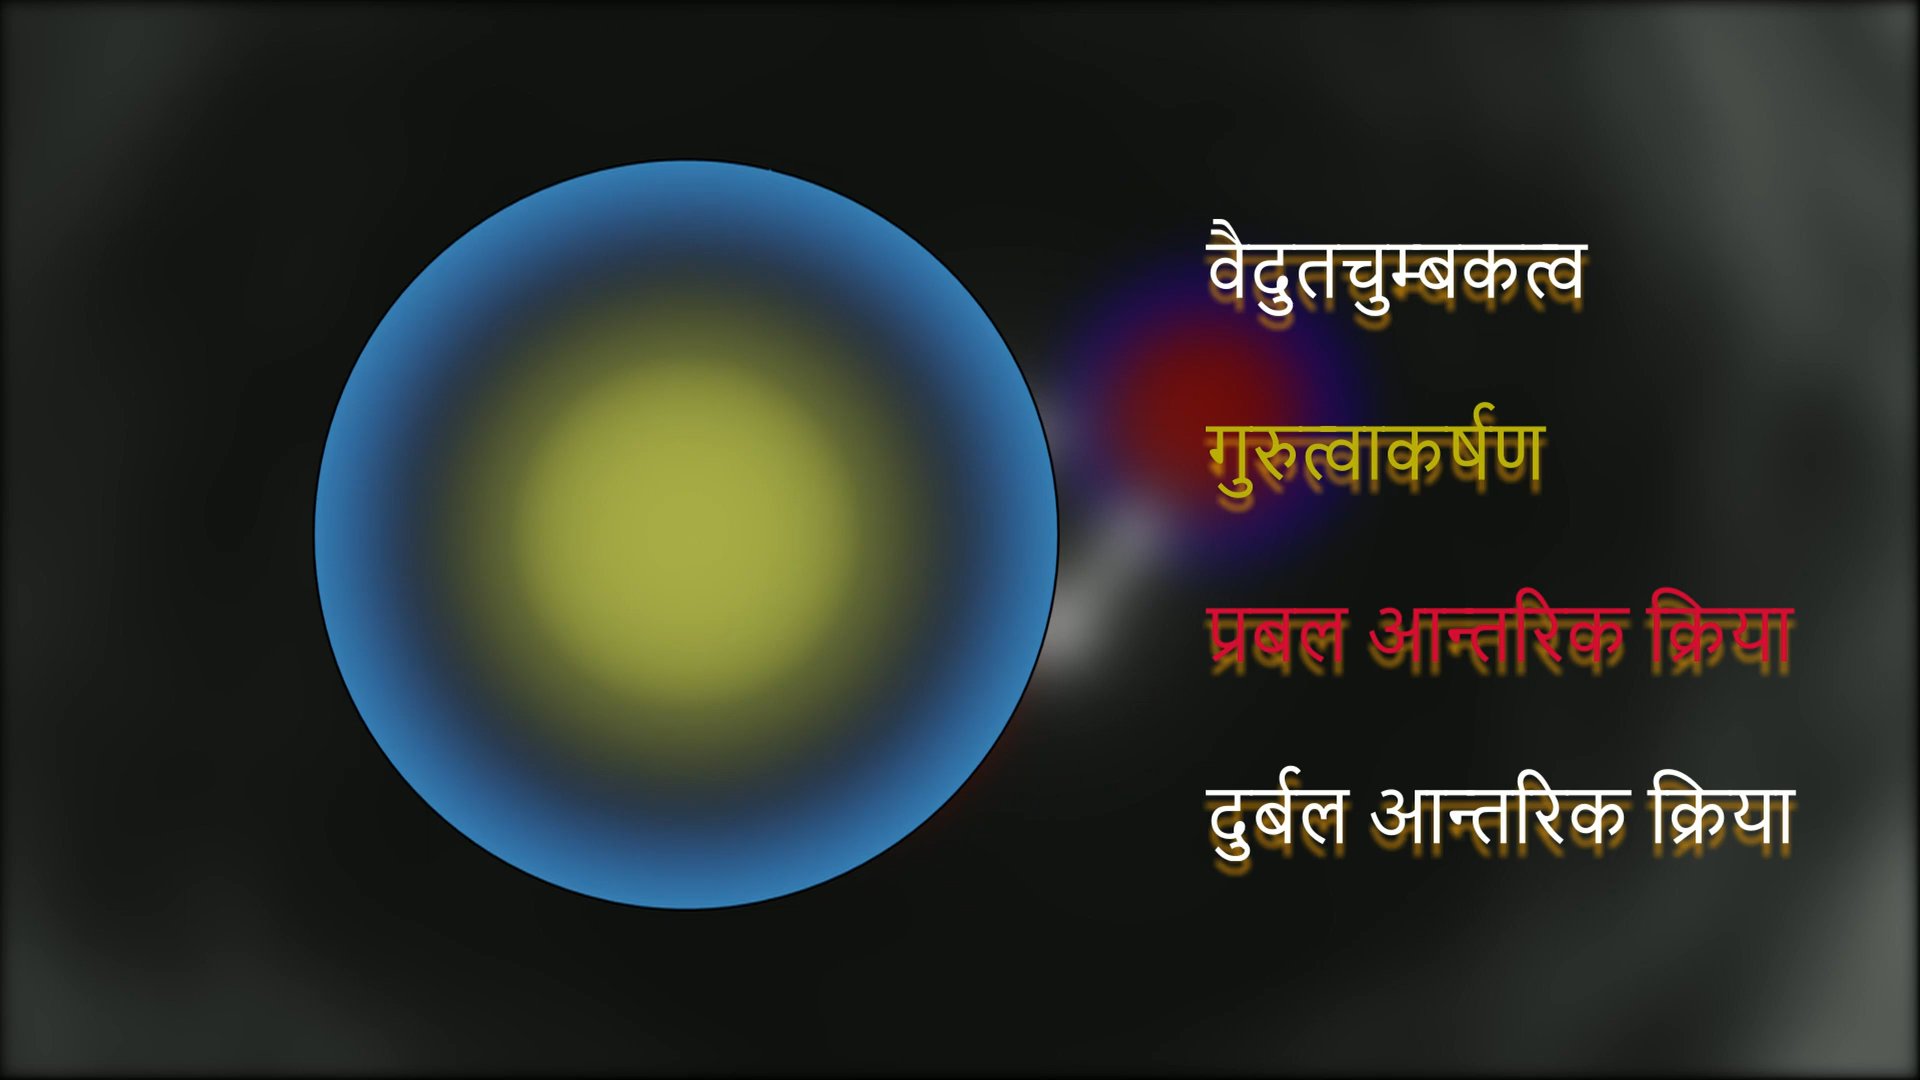 वैदुतचुम्बकत्व
गुरुत्वाकर्षण
प्रबल आन्तरिक क्रिया
दुर्बल आन्तरिक क्रिया